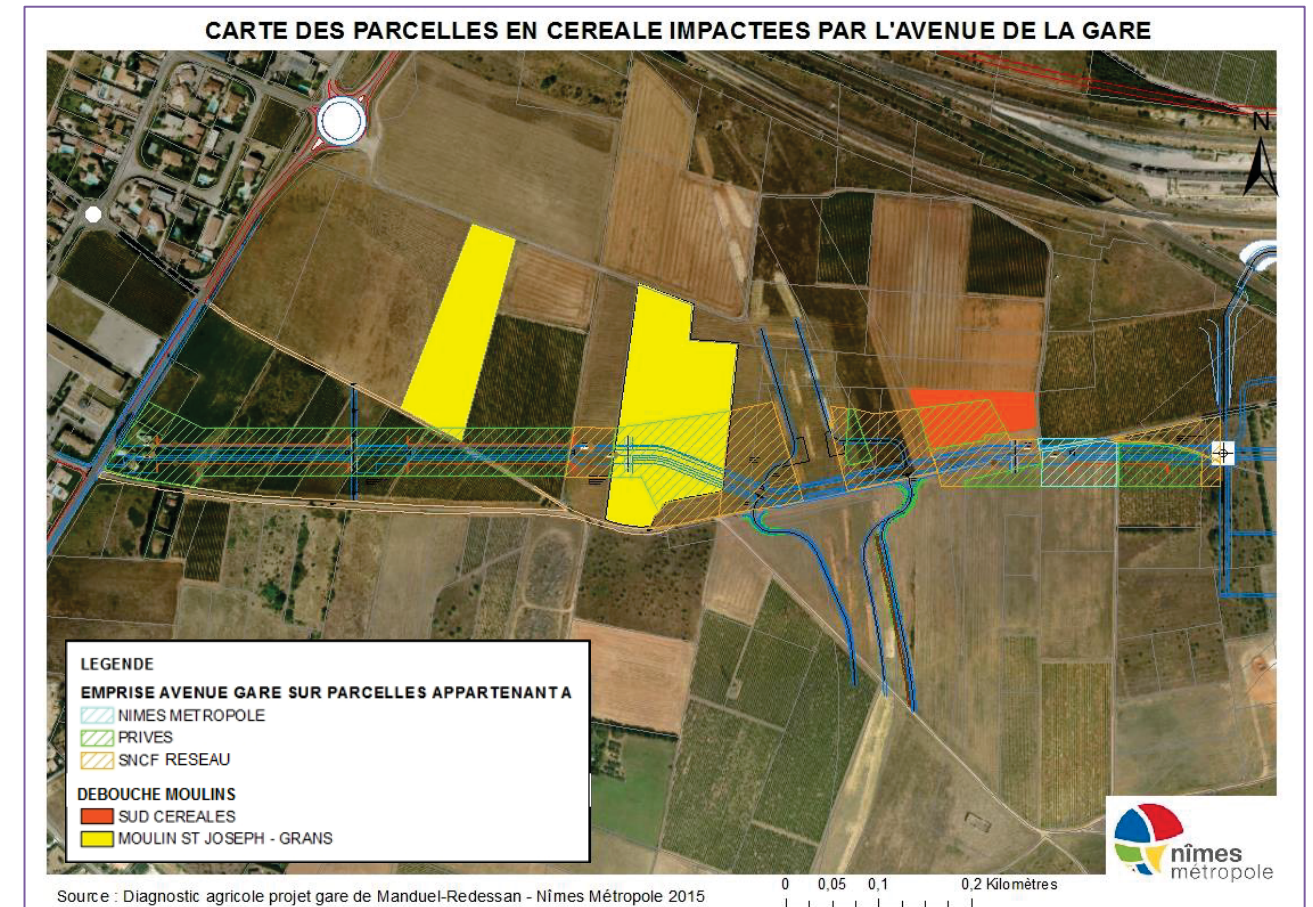 CARTE DES PARCELLES EN CEREALE IMPACTEES PAR L'AVENUE DE LA GARE
N
LEGENDE
EMPRISE AVENUE GARE SUR PARCELLES APPARTENANT A
NIMES METROPOLE
PRIVES
SNCF RESEAU
DEBOUCHE MOULINS
SUD CEREALES
MOULIN ST JOSEPH - GRANS
nîmes
métropole
Source : Diagnostic agricole projet gare de Manduel-Redessan - Nîmes Métropole 2015
0 0,05 0,1 0,2 Kilomètres